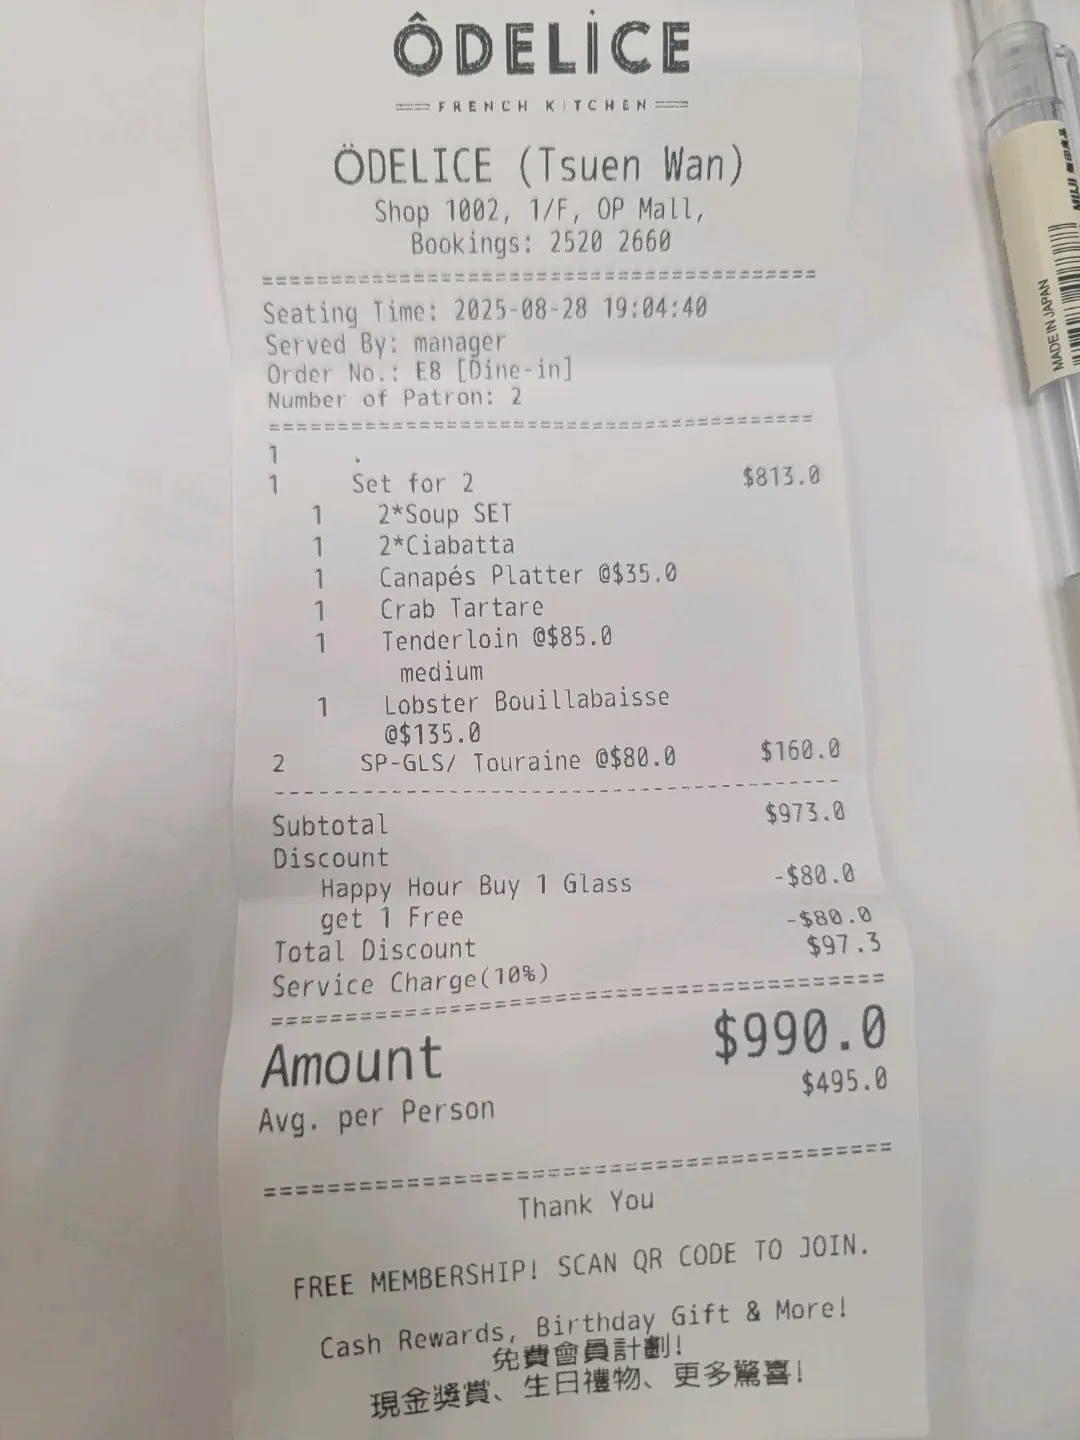 ÔDELİCE
FRENCH KITCHEN
ÖDELICE (Tsuen Wan)
Shop 1002, 1/F, OP Mall,
Bookings: 2520 2660
========================================
Seating Time: 2025-08-28 19:04:40
Served By: manager
Order No.: E8 [Dine-in]
Number of Patron: 2
========================================
1 .
1 Set for 2 $813.0
1 2*Soup SET
1 2*Ciabatta
1 Canapés Platter @$35.0
1 Crab Tartare
1 Tenderloin @$85.0
medium
1 Lobster Bouillabaisse
@$135.0
2 SP-GLS/ Touraine @$80.0 $160.0
----------------------------------------
Subtotal $973.0
Discount
Happy Hour Buy 1 Glass -$80.0
get 1 Free
Total Discount -$80.0
Service Charge(10%) $97.3
========================================
Amount $990.0
Avg. per Person $495.0
========================================
Thank You
FREE MEMBERSHIP! SCAN QR CODE TO JOIN.
Cash Rewards, Birthday Gift & More!
免費會員計劃!
現金獎賞、生日禮物、更多驚喜!
MUJI 無印良品
MADE IN JAPAN